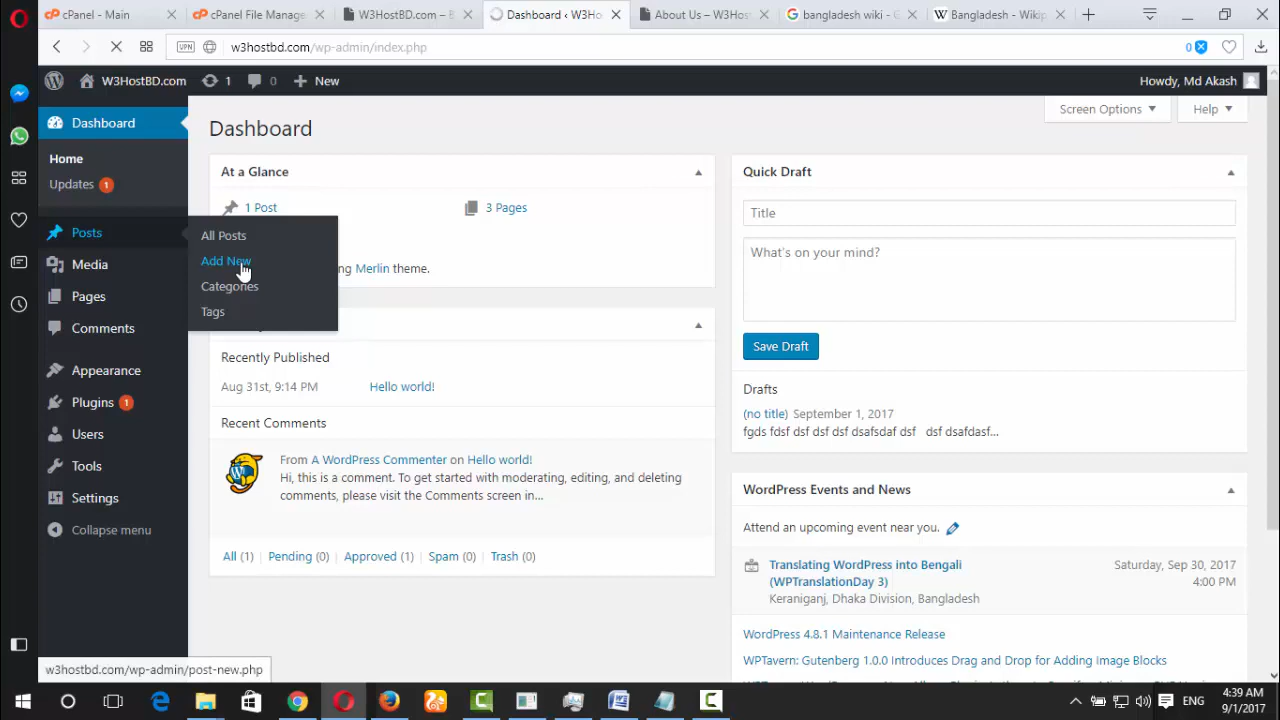 cPanel - Main
cPanel File Manage
W3HostBD.com – B
Dashboard ‹ W3Ho
About Us – W3Host
bangladesh wiki - G
Bangladesh - Wikip
VPN
w3hostbd.com/wp-admin/index.php
0
W3HostBD.com
1
0
New
Howdy, Md Akash
Dashboard
Home
Updates 1
Posts
Media
Pages
Comments
Appearance
Plugins 1
Users
Tools
Settings
Collapse menu
All Posts
Add New
Categories
Tags
Screen Options
Help
Dashboard
At a Glance
1 Post
3 Pages
ng Merlin theme.
Recently Published
Aug 31st, 9:14 PM
Hello world!
Recent Comments
From A WordPress Commenter on Hello world!
Hi, this is a comment. To get started with moderating, editing, and deleting
comments, please visit the Comments screen in...
All (1) | Pending (0) | Approved (1) | Spam (0) | Trash (0)
Quick Draft
Title
What's on your mind?
Save Draft
Drafts
(no title) September 1, 2017
fgds fdsf dsf dsf dsf dsafsdaf dsf dsf dsafdasf...
WordPress Events and News
Attend an upcoming event near you.
Translating WordPress into Bengali
(WPTranslationDay 3)
Keraniganj, Dhaka Division, Bangladesh
Saturday, Sep 30, 2017
4:00 PM
WordPress 4.8.1 Maintenance Release
WPTavern: Gutenberg 1.0.0 Introduces Drag and Drop for Adding Image Blocks
w3hostbd.com/wp-admin/post-new.php
ENG
4:39 AM
9/1/2017